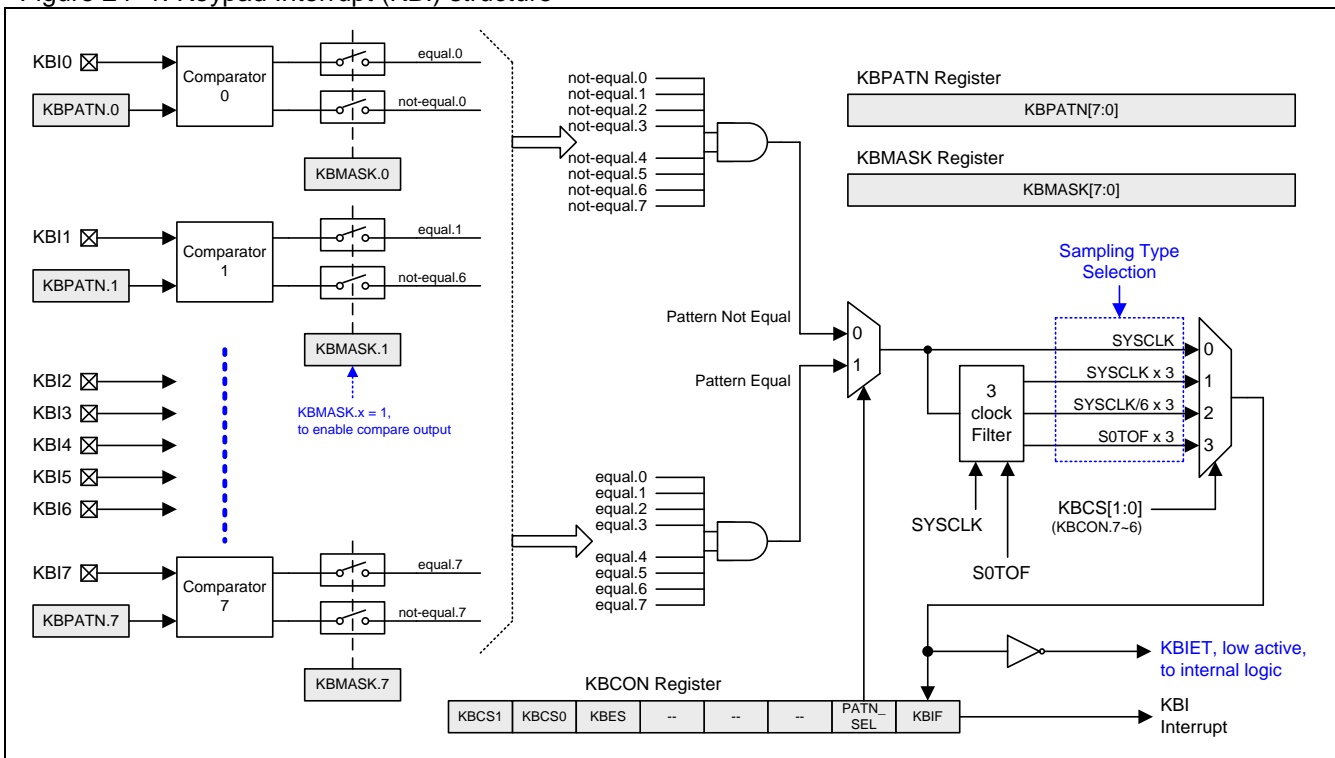 Figure 24-1. Keypad Interrupt (KBI) structure
KBI0
KBPATN.0
Comparator
0
equal.0
not-equal.0
KBMASK.0
KBI1
KBPATN.1
Comparator
1
equal.1
not-equal.6
KBMASK.1
KBMASK.x = 1,
to enable compare output
KBI2
KBI3
KBI4
KBI5
KBI6
KBI7
KBPATN.7
Comparator
7
equal.7
not-equal.7
KBMASK.7
not-equal.0
not-equal.1
not-equal.2
not-equal.3
not-equal.4
not-equal.5
not-equal.6
not-equal.7
equal.0
equal.1
equal.2
equal.3
equal.4
equal.5
equal.6
equal.7
Pattern Not Equal
Pattern Equal
0
1
KBPATN Register
KBPATN[7:0]
KBMASK Register
KBMASK[7:0]
Sampling Type
Selection
3
clock
Filter
SYSCLK
SYSCLK x 3
SYSCLK/6 x 3
S0TOF x 3
0
1
2
3
SYSCLK
S0TOF
KBCS[1:0]
(KBCON.7~6)
KBIET, low active,
to internal logic
KBI
Interrupt
KBCON Register
KBCS1 KBCS0 KBES -- -- -- PATN_
SEL KBIF